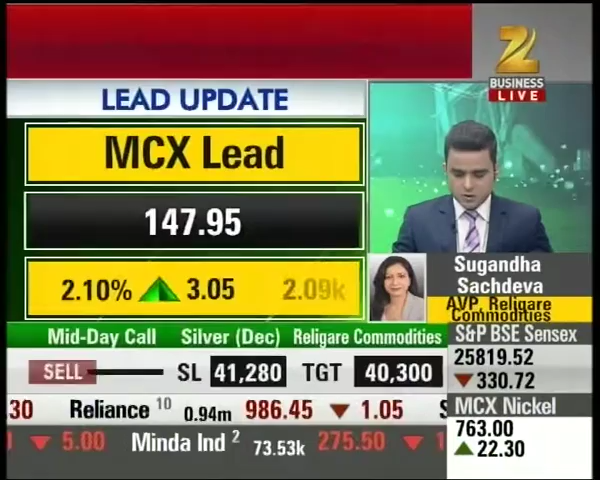 Z
BUSINESS
LIVE
LEAD UPDATE
MCX Lead
147.95
2.10% 3.05 2.09k
Sugandha
Sachdeva
AVP, Religare
Commodities
Mid-Day Call Silver (Dec) Religare Commodities
SELL SL 41,280 TGT 40,300
S&P BSE Sensex
25819.52
330.72
MCX Nickel
763.00
22.30
.30 Reliance 10 0.94m 986.45 1.05 S
5.00 Minda Ind 2 73.53k 275.50 1